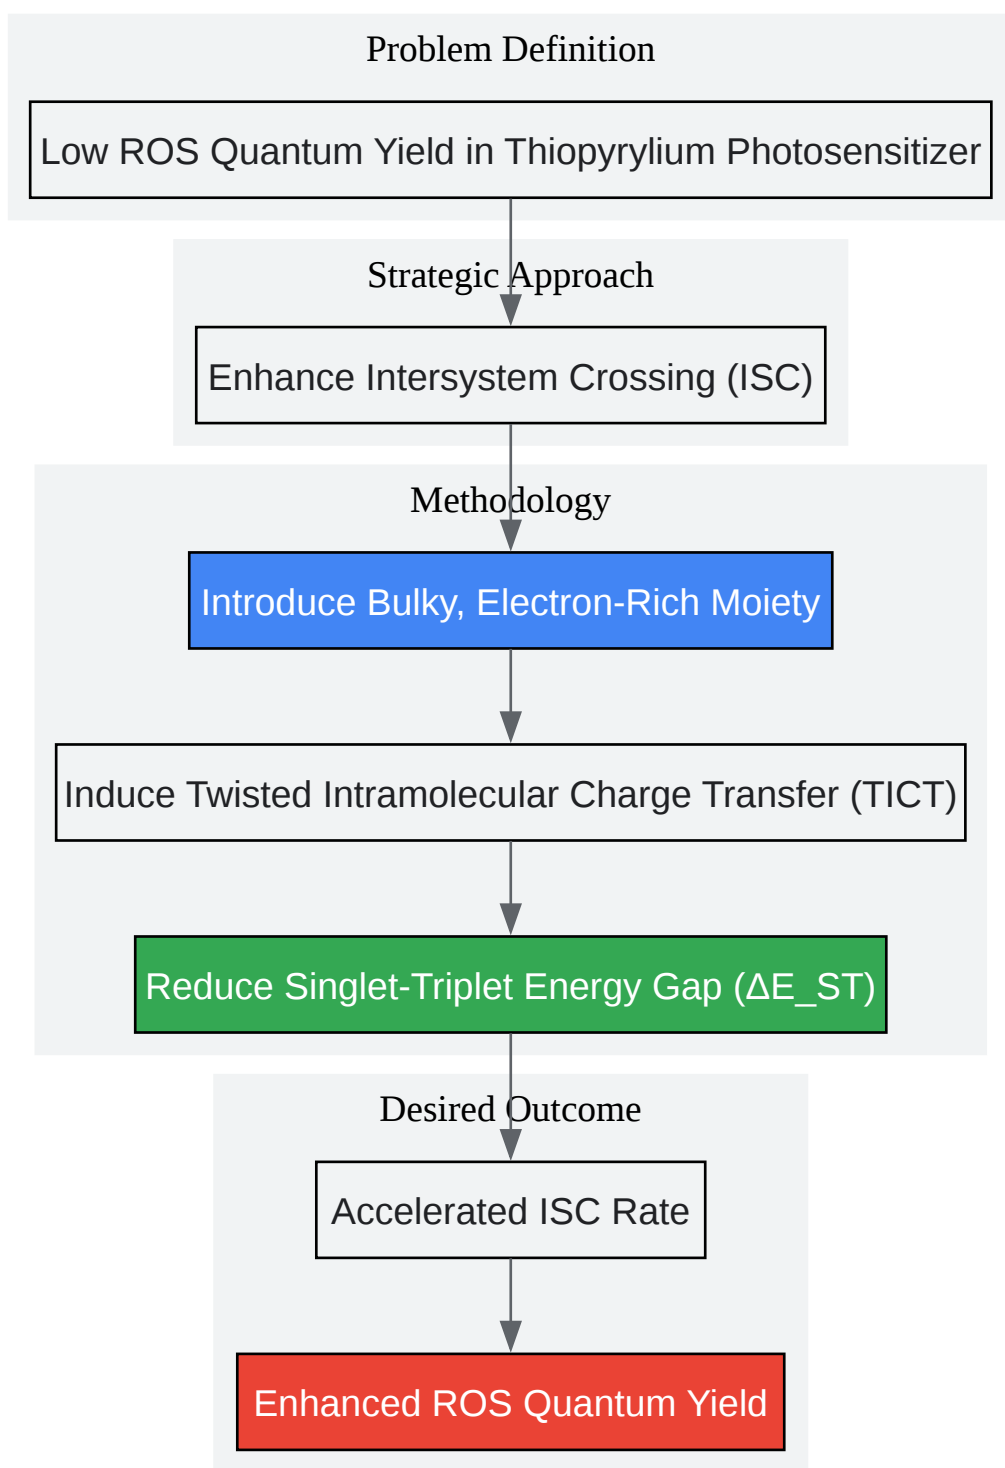 Problem Definition
Low ROS Quantum Yield in Thiopyrylium Photosensitizer
Strategic Approach
Enhance Intersystem Crossing (ISC)
Methodology
Introduce Bulky, Electron-Rich Moiety
Induce Twisted Intramolecular Charge Transfer (TICT)
Reduce Singlet-Triplet Energy Gap (ΔE_ST)
Desired Outcome
Accelerated ISC Rate
Enhanced ROS Quantum Yield